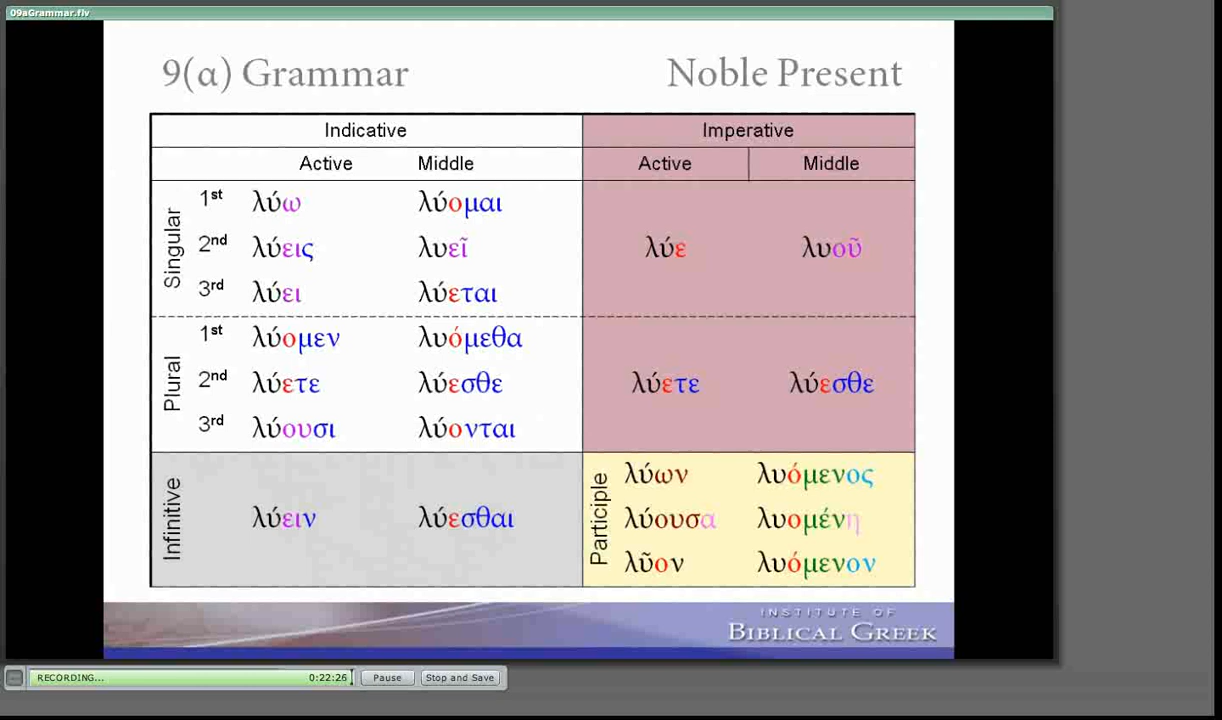 09aGrammar.flv
9(α) Grammar Noble Present
Indicative Imperative
Active Middle Active Middle
Singular
1st λύω λύομαι
2nd λύεις λυεῖ λύε λυοῦ
3rd λύει λύεται
Plural
1st λύομεν λυόμεθα
2nd λύετε λύεσθε λύετε λύεσθε
3rd λύουσι λύονται
Infinitive
λύειν λύεσθαι
Participle
λύων λυόμενος
λύουσα λυομένη
λῦον λυόμενον
INSTITUTE OF
BIBLICAL GREEK
RECORDING... 0:22:26 Pause Stop and Save